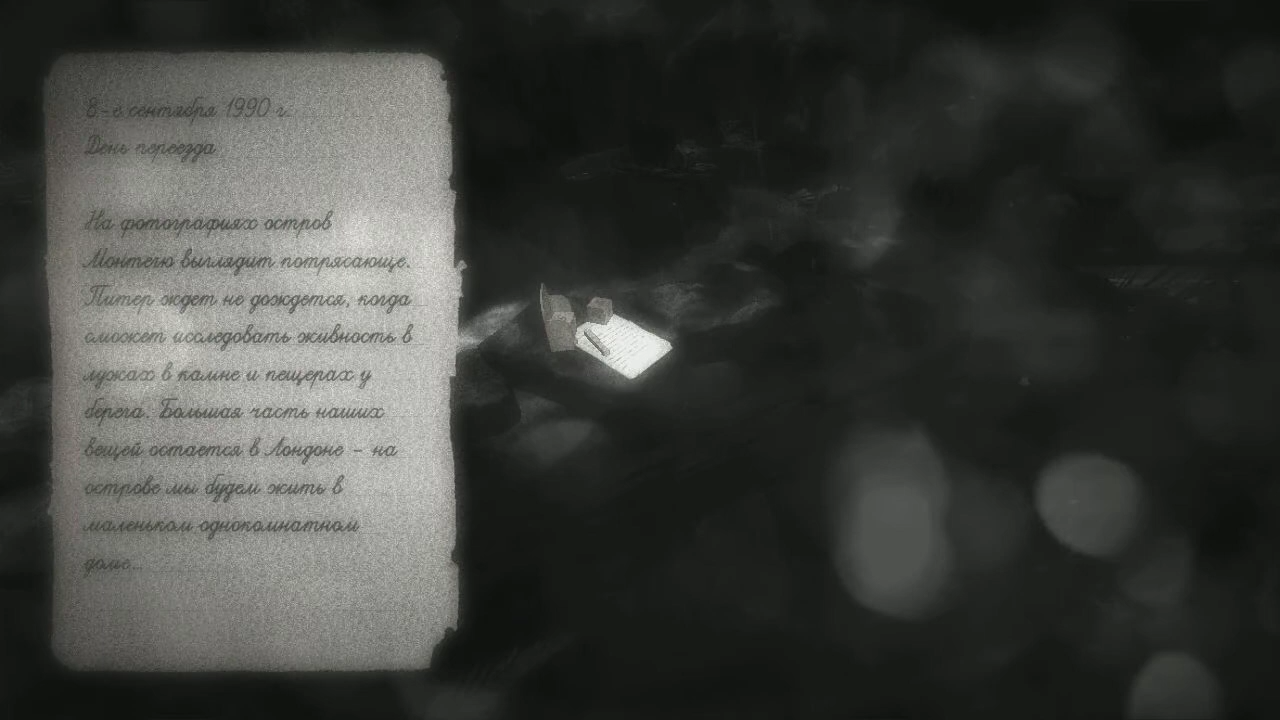 8-е сентября 1990 г.
День переезда
На фотографиях остров
Монтегю выглядит потрясающе.
Питер ждет не дождется, когда
сможет исследовать живность в
лужах в камне и пещерах у
берега. Большая часть наших
вещей остается в Лондоне – на
острове мы будем жить в
маленьком однокомнатном
доме...